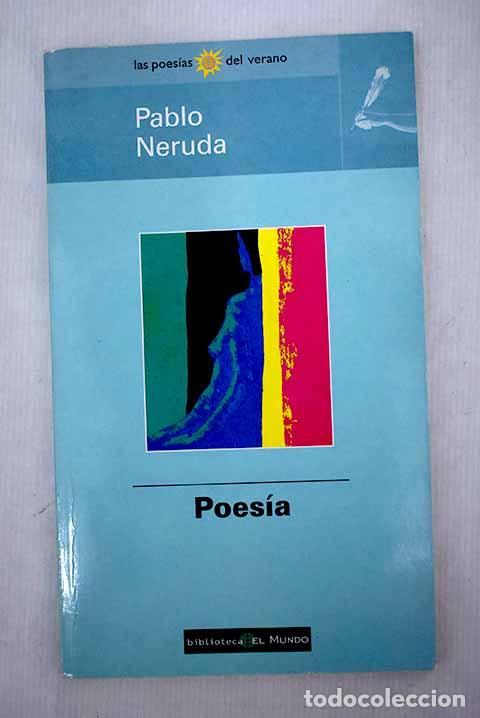 las poesías del verano
Pablo
Neruda
Poesía
biblioteca EL MUNDO
todocoleccion